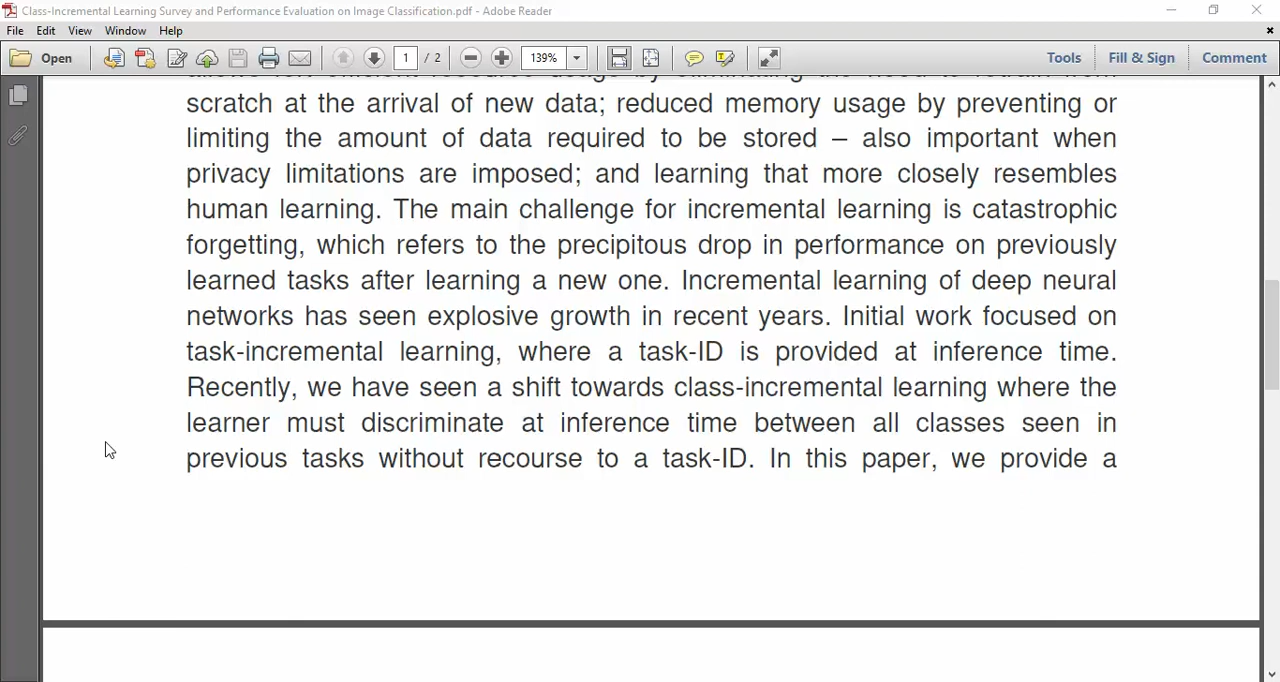 Class-Incremental Learning Survey and Performance Evaluation on Image Classification.pdf - Adobe Reader
File Edit View Window Help
Open 1 / 2 139% Tools Fill & Sign Comment
scratch at the arrival of new data; reduced memory usage by preventing or
limiting the amount of data required to be stored – also important when
privacy limitations are imposed; and learning that more closely resembles
human learning. The main challenge for incremental learning is catastrophic
forgetting, which refers to the precipitous drop in performance on previously
learned tasks after learning a new one. Incremental learning of deep neural
networks has seen explosive growth in recent years. Initial work focused on
task-incremental learning, where a task-ID is provided at inference time.
Recently, we have seen a shift towards class-incremental learning where the
learner must discriminate at inference time between all classes seen in
previous tasks without recourse to a task-ID. In this paper, we provide a